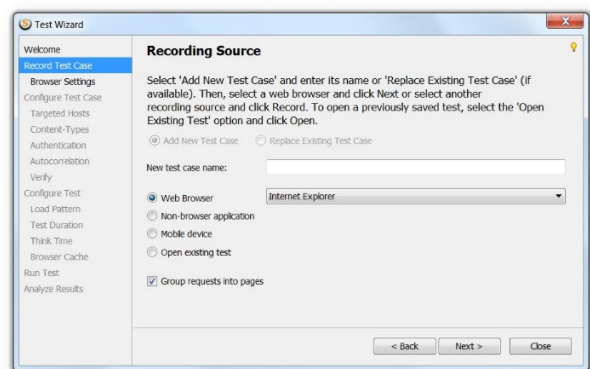 Test Wizard
Welcome
Record Test Case
Browser Settings
Configure Test Case
Targeted Hosts
Content-Types
Authentication
Autocorrelation
Verify
Configure Test
Load Pattern
Test Duration
Think Time
Browser Cache
Run Test
Analyze Results
Recording Source
Select 'Add New Test Case' and enter its name or 'Replace Existing Test Case' (if
available). Then, select a web browser and click Next or select another
recording source and click Record. To open a previously saved test, select the 'Open
Existing Test' option and click Open.
Add New Test Case Replace Existing Test Case
New test case name:
Web Browser Internet Explorer
Non-browser application
Mobile device
Open existing test
Group requests into pages
< Back Next > Close